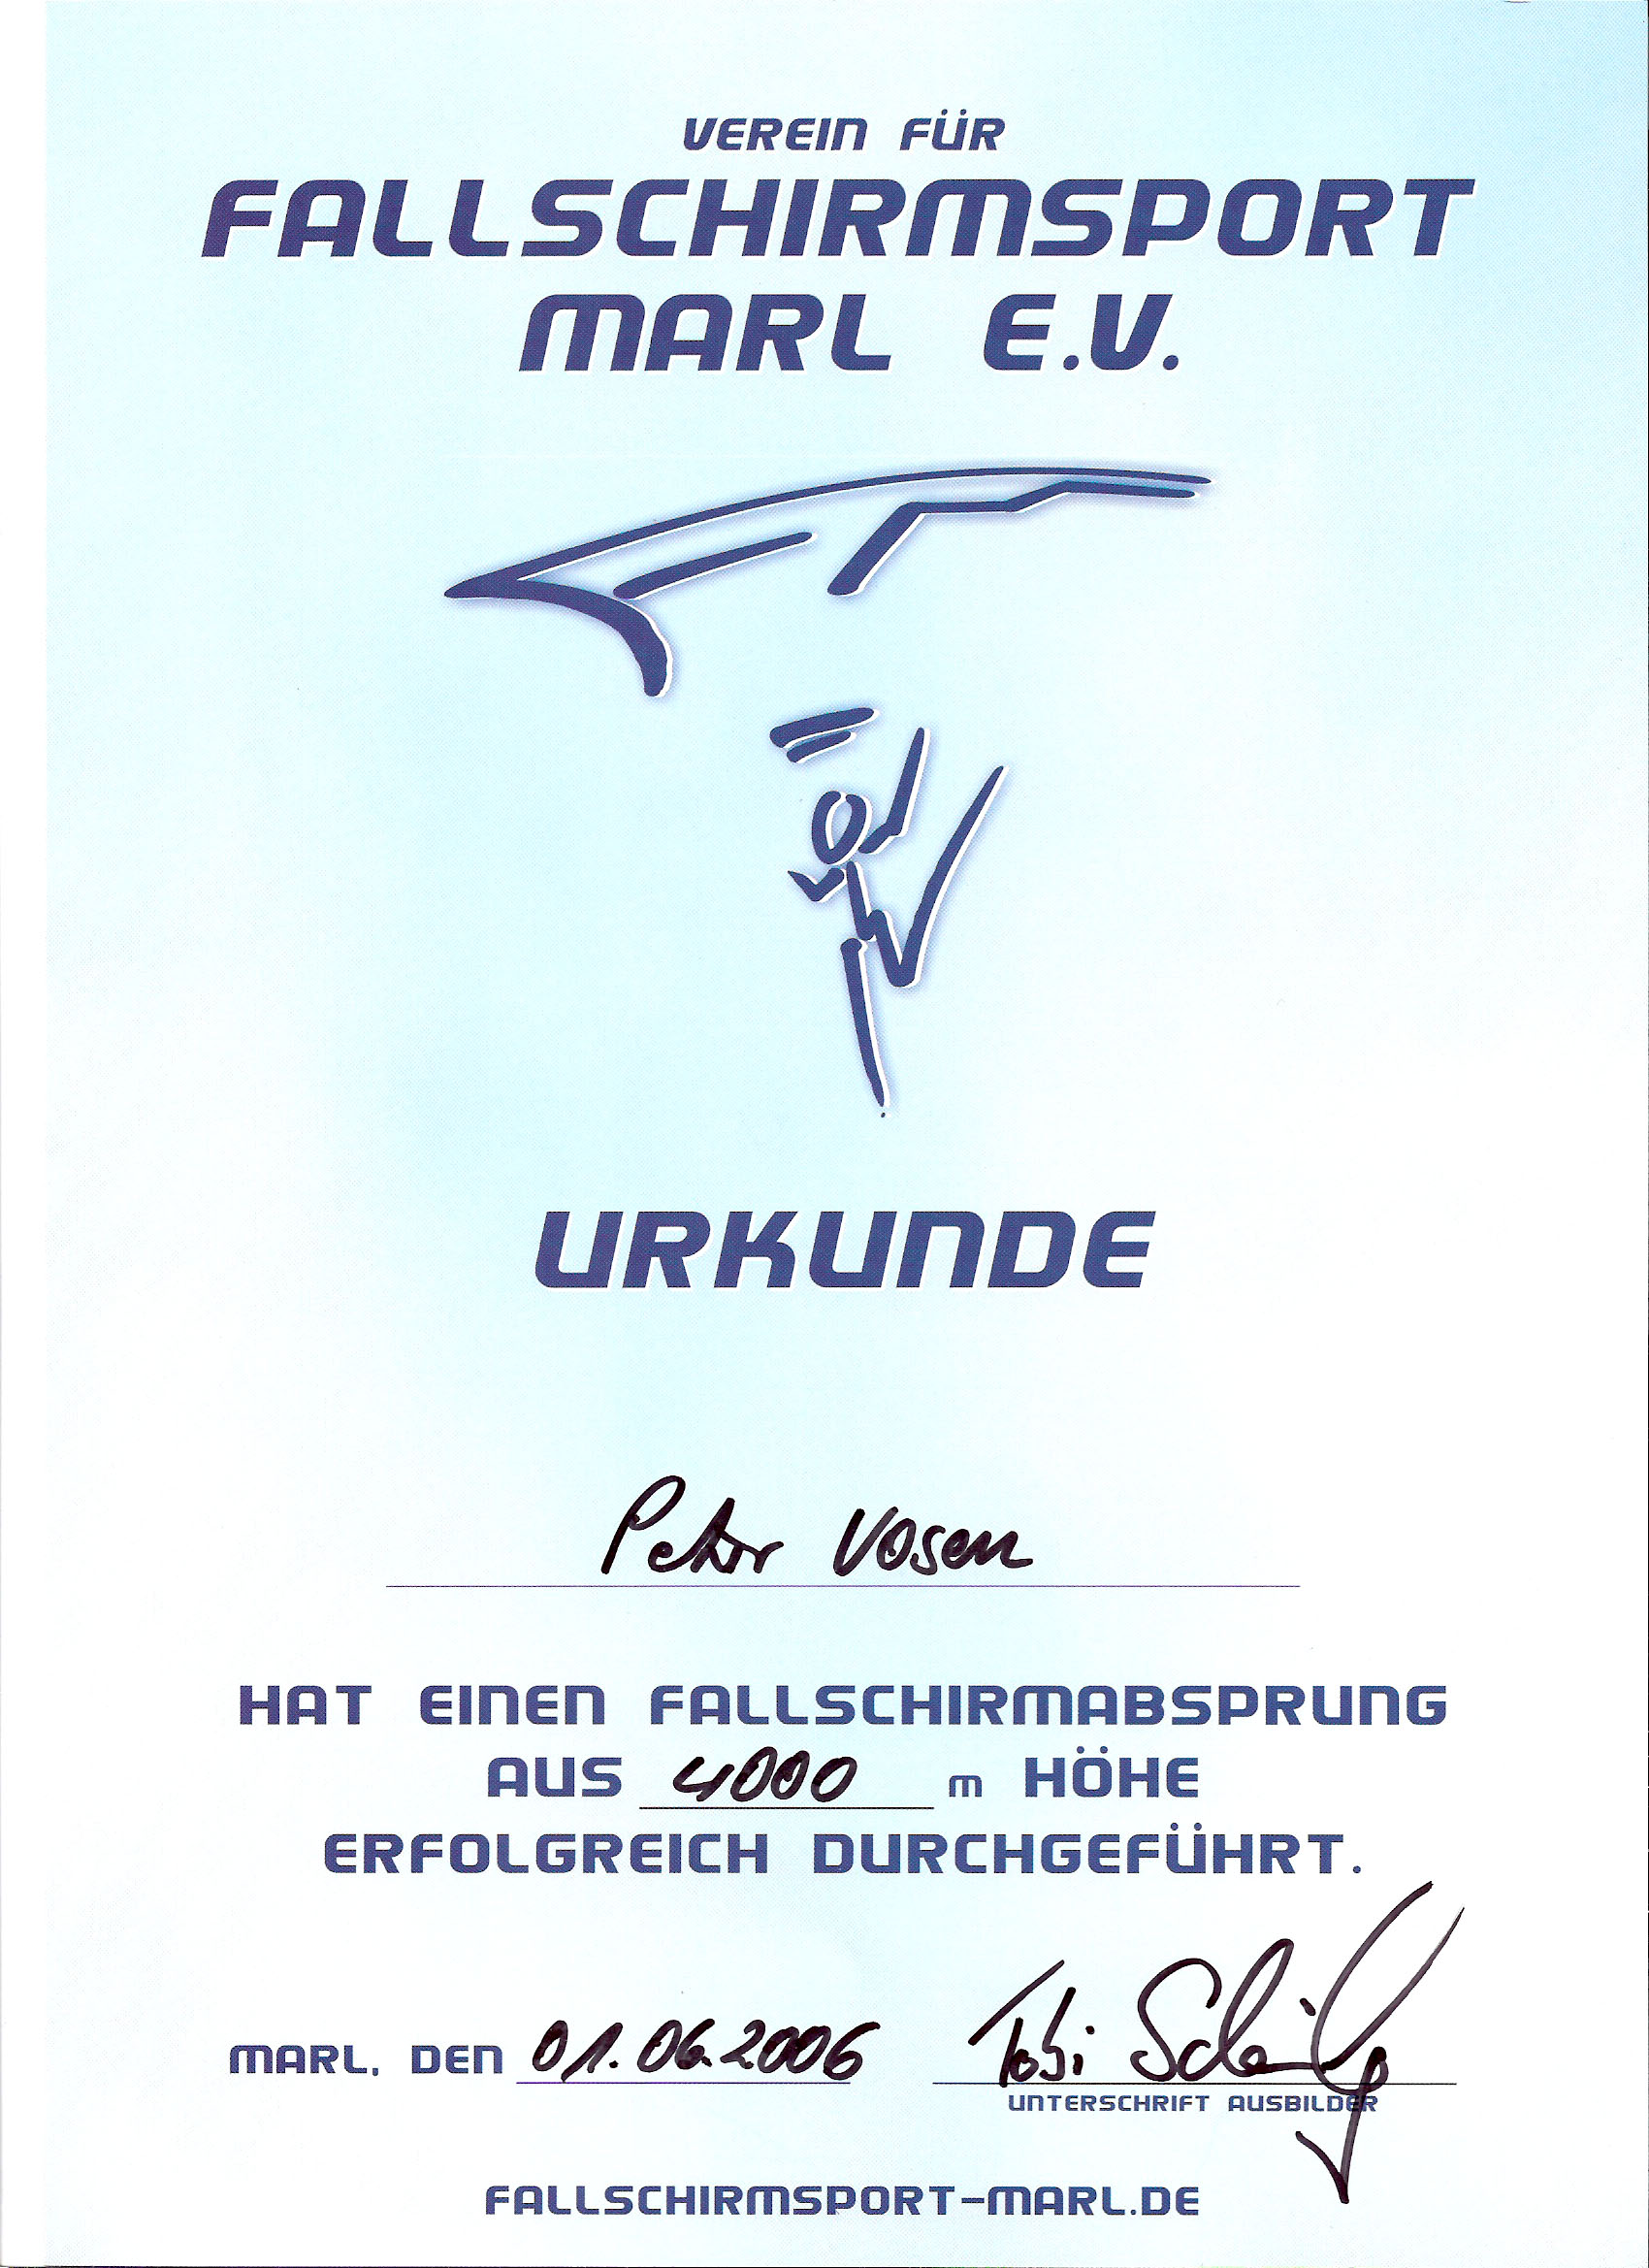 VEREIN FÜR
FALLSCHIRMSPORT
MARL E.V.
URKUNDE
Peter Vosen
HAT EINEN FALLSCHIRMABSPRUNG
AUS 4000 m HÖHE
ERFOLGREICH DURCHGEFÜHRT.
MARL, DEN 01.06.2006 Tobi
UNTERSCHRIFT AUSBILDER
FALLSCHIRMSPORT-MARL.DE